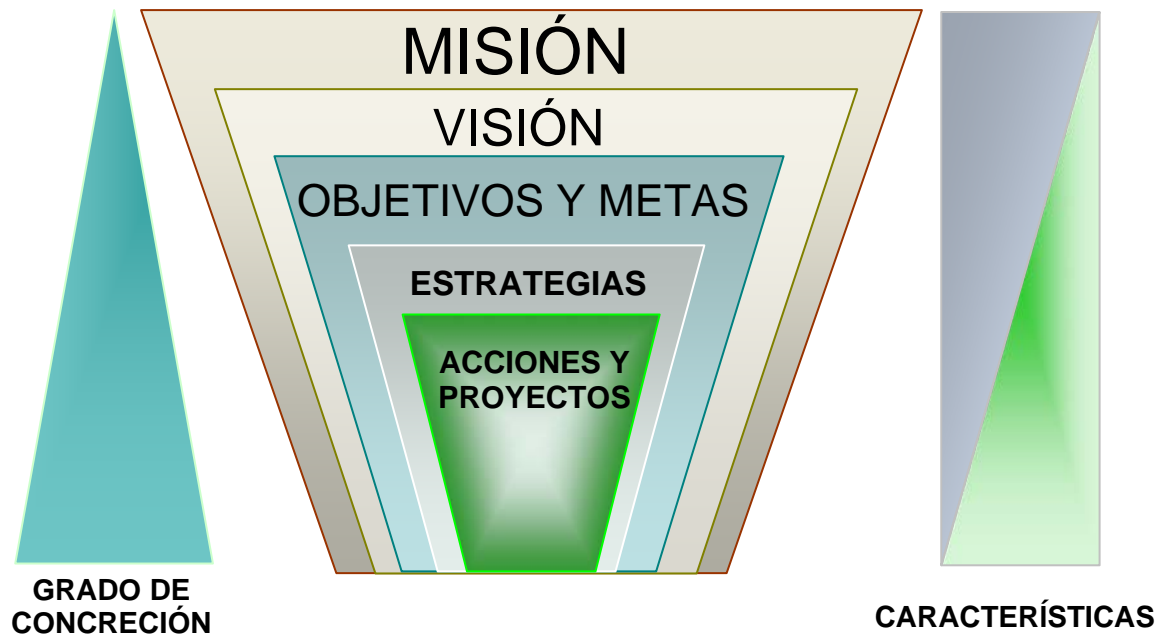 MISIÓN
VISIÓN
OBJETIVOS Y METAS
ESTRATEGIAS
ACCIONES Y
PROYECTOS
GRADO DE
CONCRECIÓN
CARACTERÍSTICAS